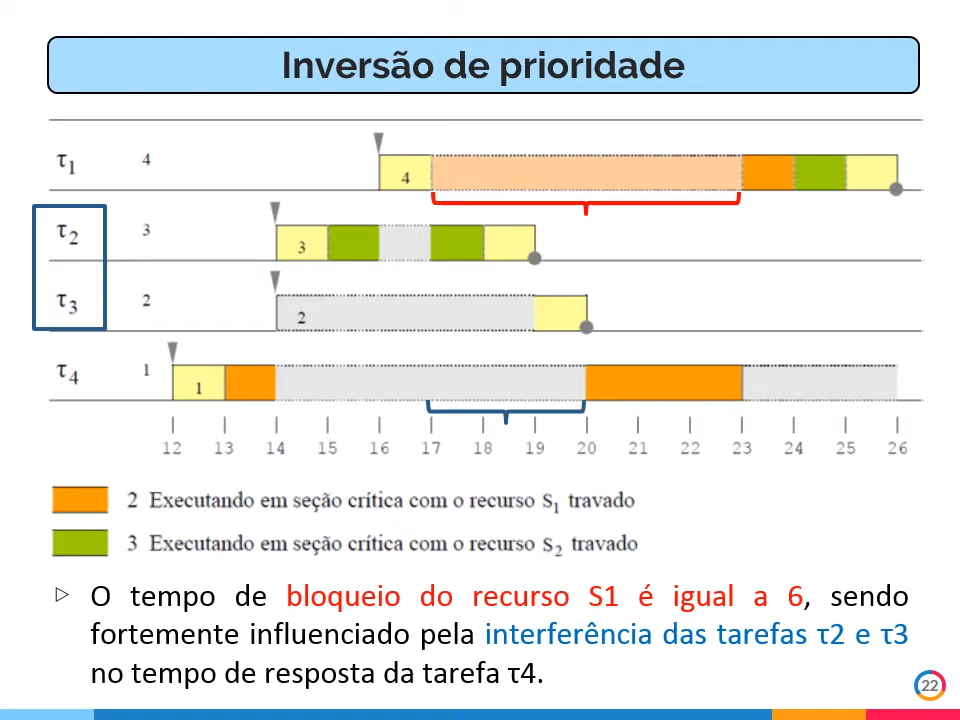 Inversão de prioridade
τ1 4 4
τ2 3 3
τ3 2 2
τ4 1 1
12 13 14 15 16 17 18 19 20 21 22 23 24 25 26
2 Executando em seção crítica com o recurso S1 travado
3 Executando em seção crítica com o recurso S2 travado
▷ O tempo de bloqueio do recurso S1 é igual a 6, sendo
fortemente influenciado pela interferência das tarefas τ2 e τ3
no tempo de resposta da tarefa τ4.
22